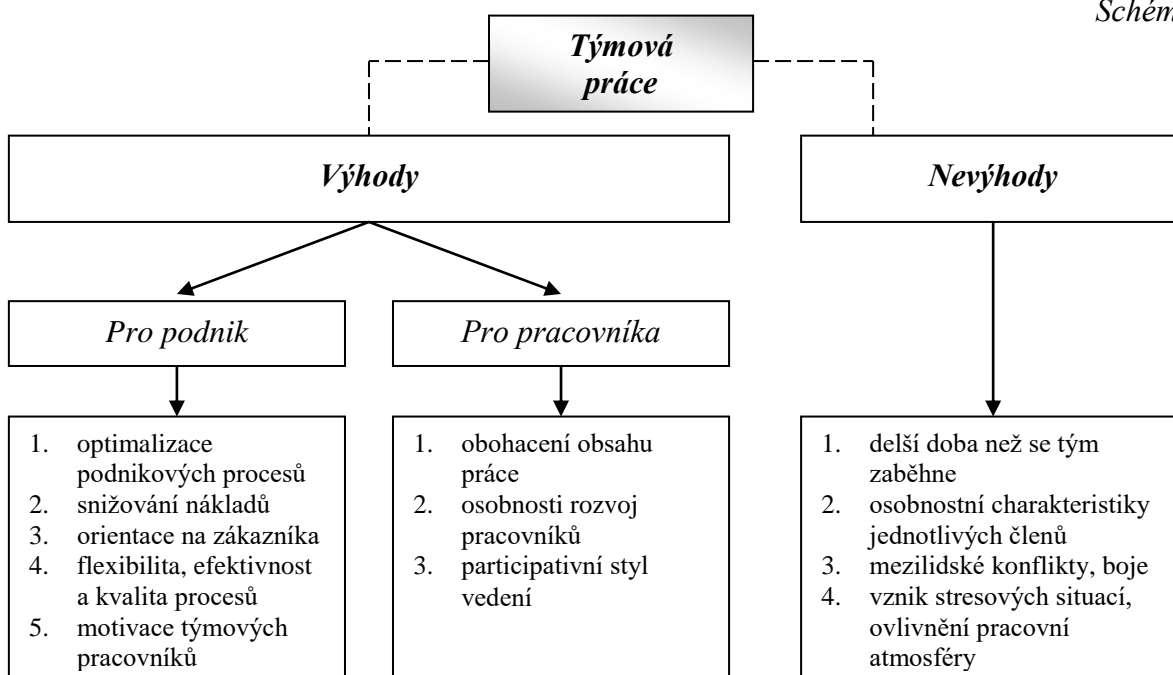 Schém
Týmová
práce
Výhody
Nevýhody
Pro podnik
Pro pracovníka
1. optimalizace
podnikových procesů
2. snižování nákladů
3. orientace na zákazníka
4. flexibilita, efektivnost
a kvalita procesů
5. motivace týmových
pracovníků
1. obohacení obsahu
práce
2. osobnosti rozvoj
pracovníků
3. participativní styl
vedení
1. delší doba než se tým
zaběhne
2. osobnostní charakteristiky
jednotlivých členů
3. mezilidské konflikty, boje
4. vznik stresových situací,
ovlivnění pracovní
atmosféry